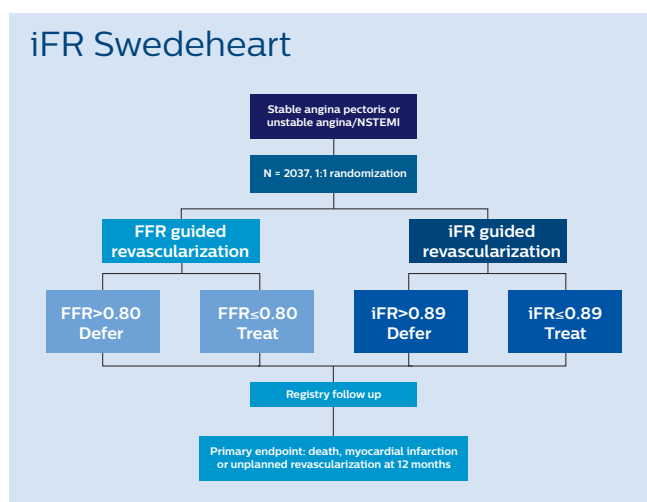 iFR Swedeheart
Stable angina pectoris or
unstable angina/NSTEMI
N = 2037, 1:1 randomization
FFR guided
revascularization
iFR guided
revascularization
FFR>0.80
Defer
FFR≤0.80
Treat
iFR>0.89
Defer
iFR≤0.89
Treat
Registry follow up
Primary endpoint: death, myocardial infarction
or unplanned revascularization at 12 months